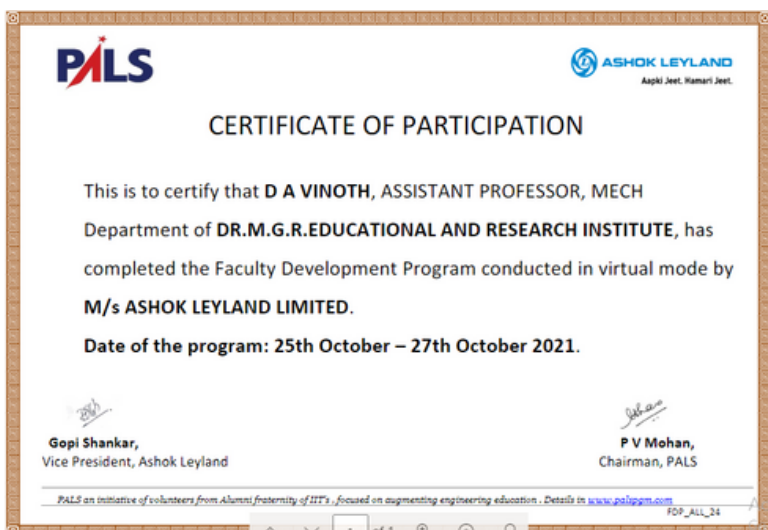 PALS
ASHOK LEYLAND
Aapki Jeet. Hamari Jeet.
CERTIFICATE OF PARTICIPATION
This is to certify that D A VINOTH, ASSISTANT PROFESSOR, MECH
Department of DR.M.G.R.EDUCATIONAL AND RESEARCH INSTITUTE, has
completed the Faculty Development Program conducted in virtual mode by
M/s ASHOK LEYLAND LIMITED.
Date of the program: 25th October – 27th October 2021.
Gopi Shankar,
Vice President, Ashok Leyland
P V Mohan,
Chairman, PALS
PALS an initiative of volunteers from Alumni fraternity of IIT's , focused on augmenting engineering education . Details in www.palspgm.com
FDP_ALL_24